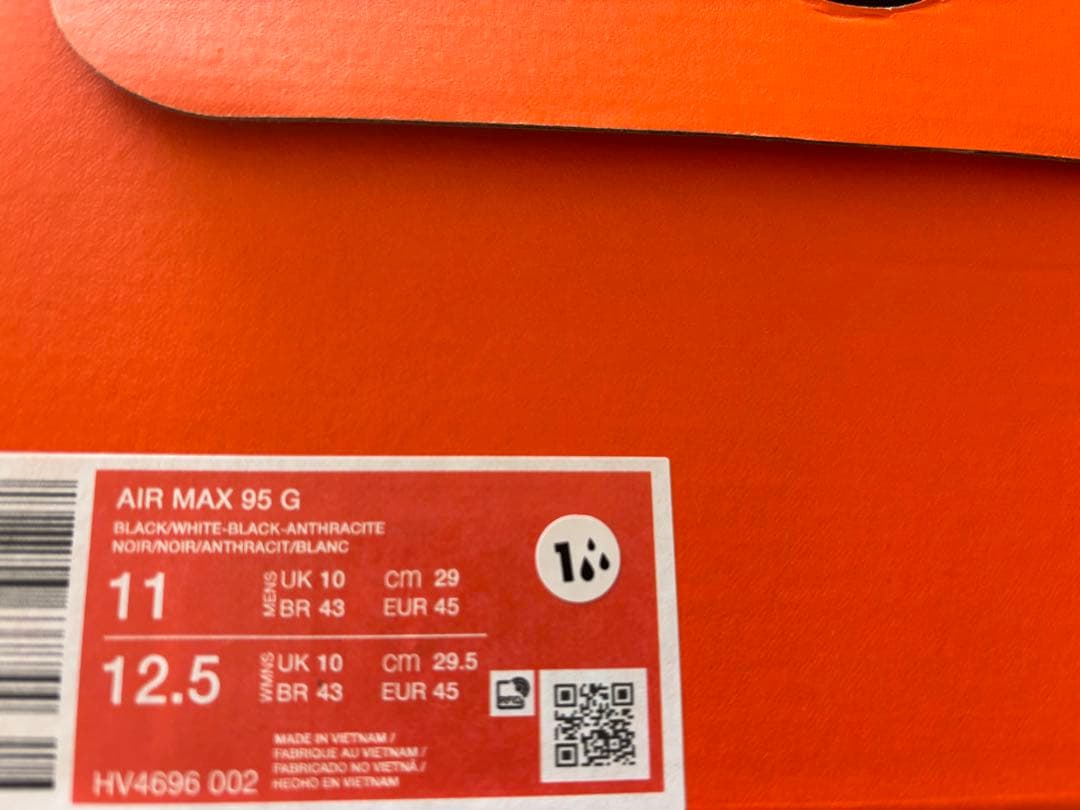 AIR MAX 95 G
BLACK/WHITE-BLACK-ANTHRACITE
NOIR/NOIR/ANTHRACIT/BLANC
11 MENS UK 10 cm 29
BR 43 EUR 45
12.5 WMNS UK 10 cm 29.5
BR 43 EUR 45
1
RFID
MADE IN VIETNAM /
FABRIQUE AU VIETNAM /
FABRICADO NO VIETNÃ /
HECHO EN VIETNAM
HV4696 002